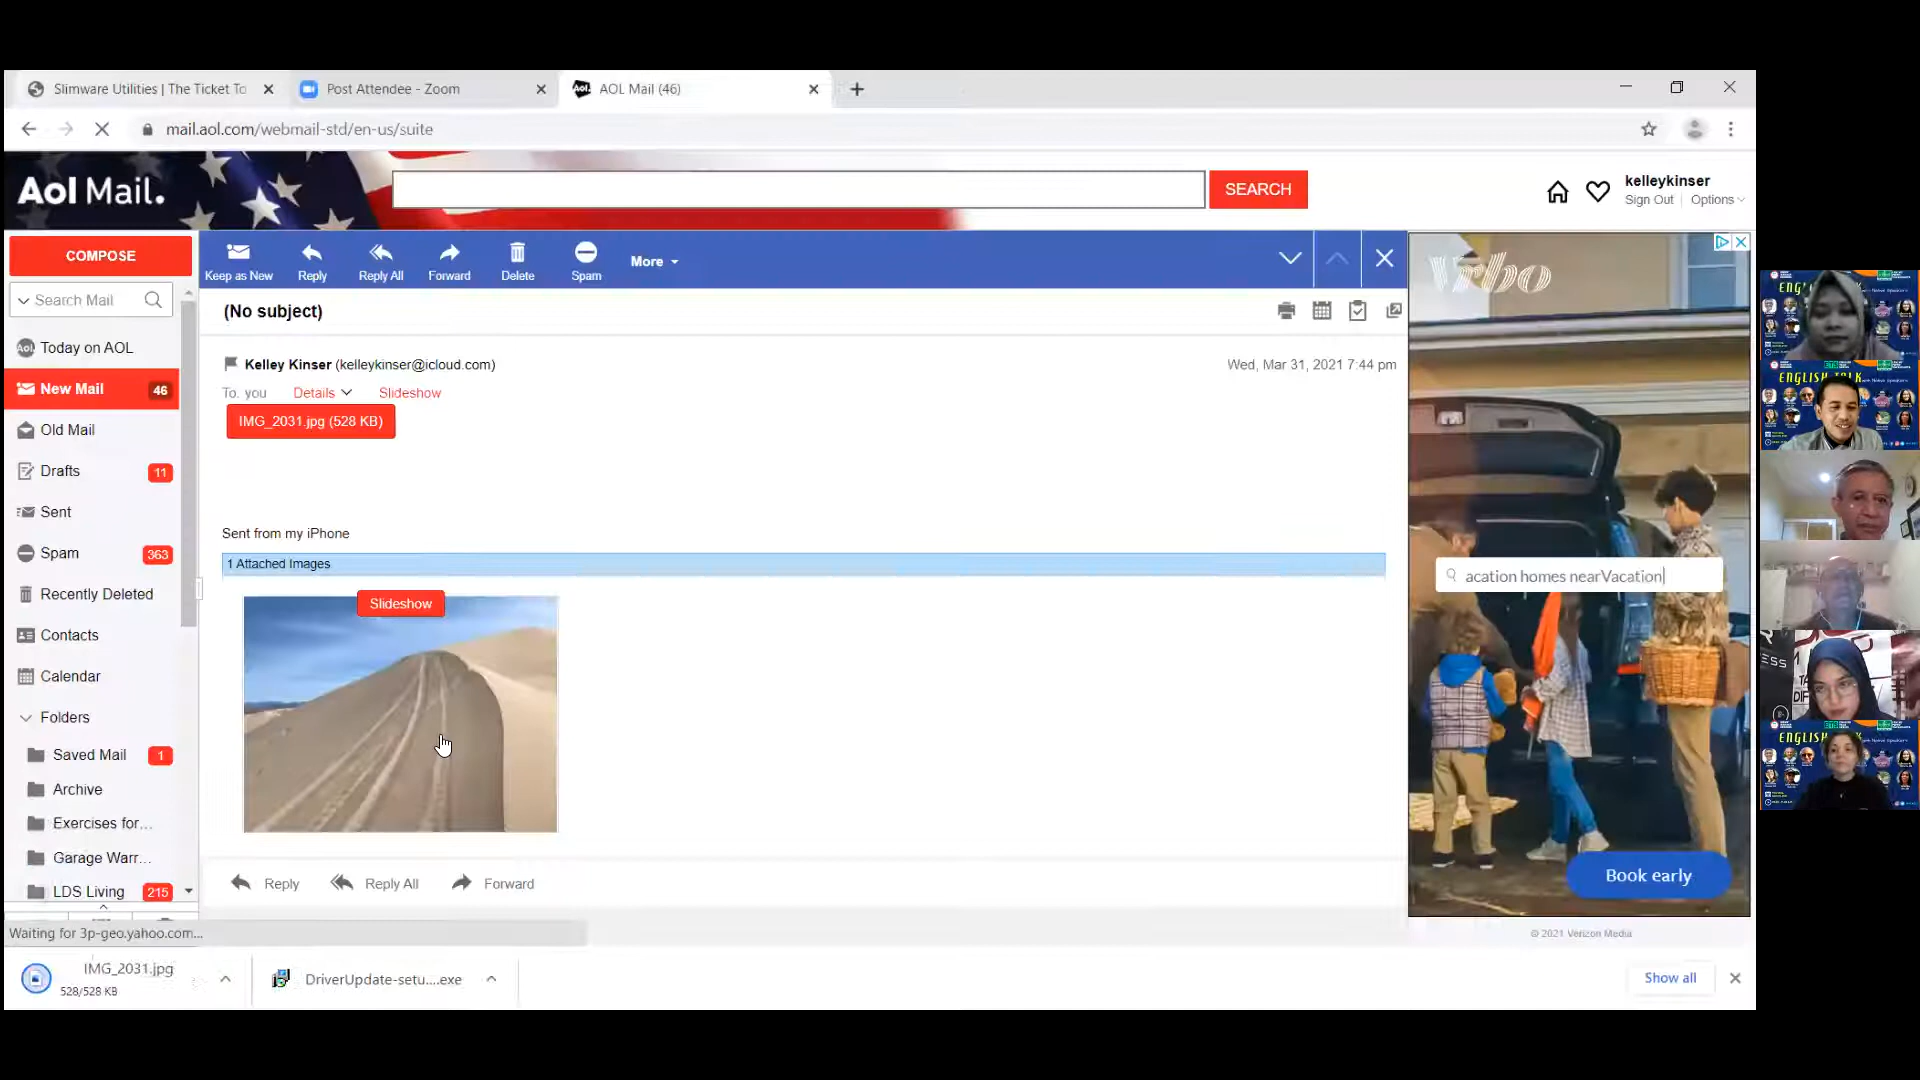 Slimware Utilities | The Ticket To
Post Attendee - Zoom
AOL Mail (46)
mail.aol.com/webmail-std/en-us/suite
Aol Mail.
SEARCH
kelleykinser
Sign Out
Options
COMPOSE
Search Mail
Today on AOL
New Mail 46
Old Mail
Drafts 11
Sent
Spam 363
Recently Deleted
Contacts
Calendar
Folders
Saved Mail 1
Archive
Exercises for...
Garage Warr...
LDS Living 215
Keep as New
Reply
Reply All
Forward
Delete
Spam
More
(No subject)
Kelley Kinser (kelleykinser@icloud.com)
Wed, Mar 31, 2021 7:44 pm
To: you Details Slideshow
IMG_2031.jpg (528 KB)
Sent from my iPhone
1 Attached Images
Slideshow
Reply
Reply All
Forward
Vrbo
acation homes nearVacation
Book early
© 2021 Verizon Media
Waiting for 3p-geo.yahoo.com...
IMG_2031.jpg
528/528 KB
DriverUpdate-setu....exe
Show all
ENGLISH TALK